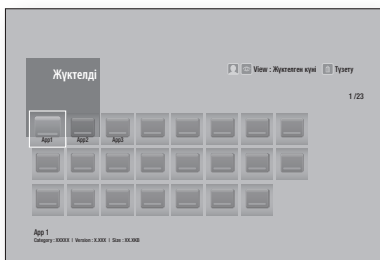 Жүктелді
View : Жүктелген күні Түзету
1 /23
App1 App2 App3
App 1
Category : XXXXX | Version : X.XXX | Size : XX.XKB